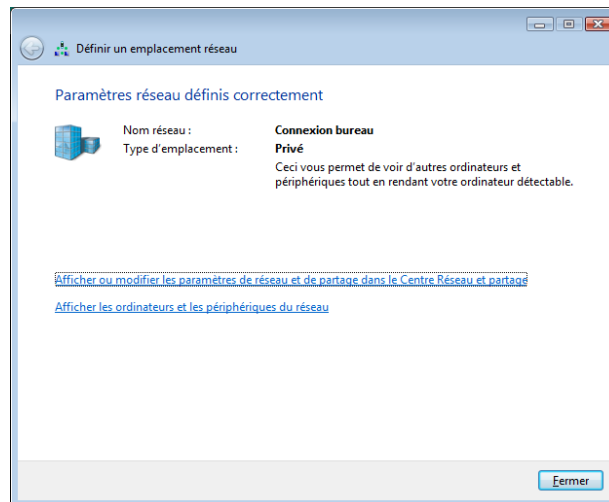 Définir un emplacement réseau
Paramètres réseau définis correctement
Nom réseau : Connexion bureau
Type d'emplacement : Privé
Ceci vous permet de voir d'autres ordinateurs et
périphériques tout en rendant votre ordinateur détectable.
Afficher ou modifier les paramètres de réseau et de partage dans le Centre Réseau et partage
Afficher les ordinateurs et les périphériques du réseau
Fermer